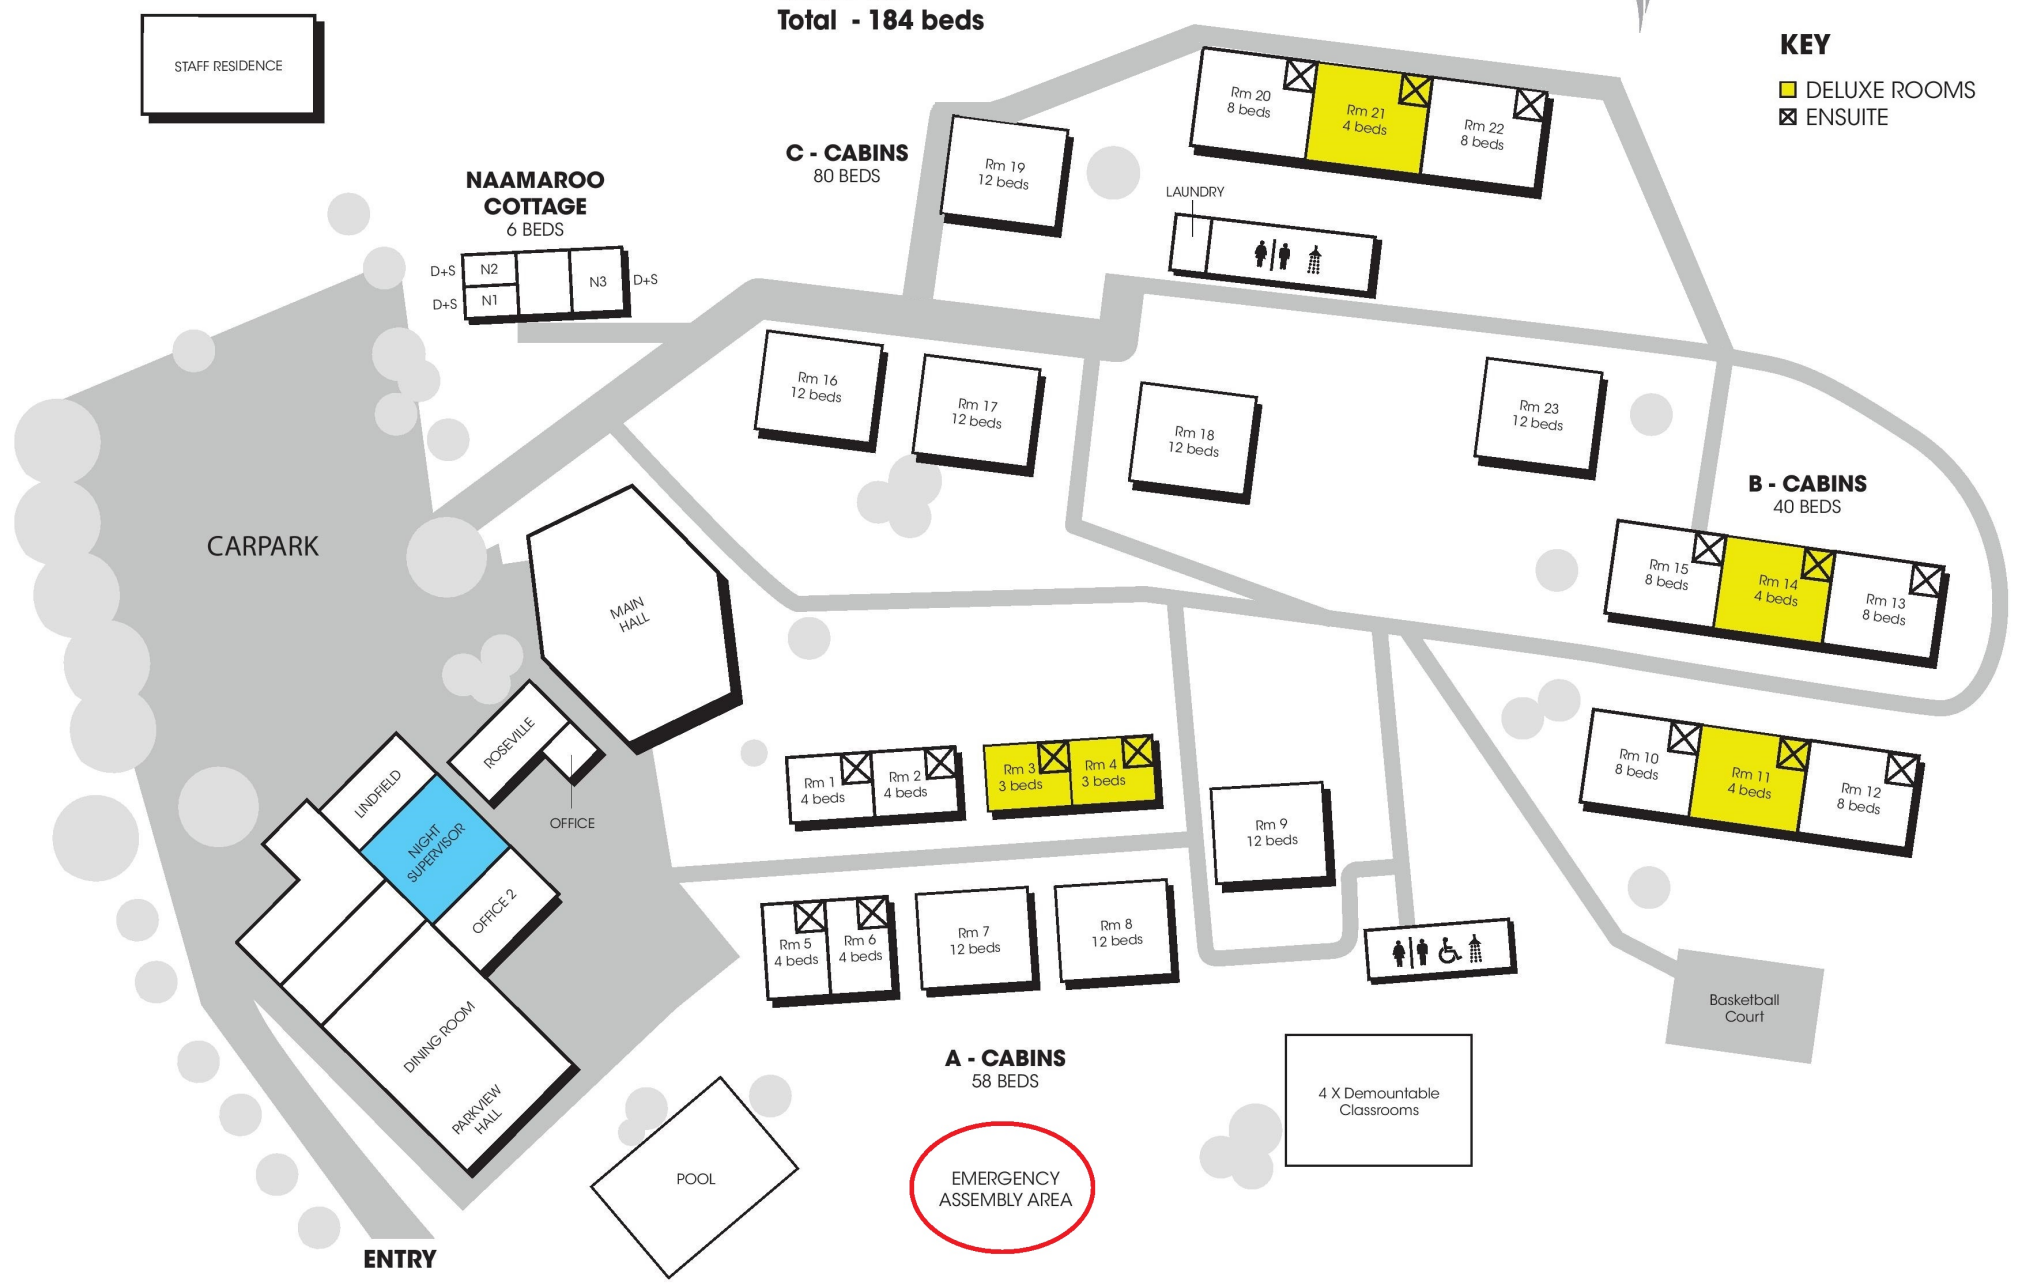 Total - 184 beds
KEY
DELUXE ROOMS
ENSUITE
STAFF RESIDENCE
NAAMAROO
COTTAGE
6 BEDS
D+S
N2
D+S
N1
N3
D+S
C - CABINS
80 BEDS
Rm 19
12 beds
Rm 20
8 beds
Rm 21
4 beds
Rm 22
8 beds
LAUNDRY
Rm 16
12 beds
Rm 17
12 beds
Rm 18
12 beds
Rm 23
12 beds
B - CABINS
40 BEDS
Rm 15
8 beds
Rm 14
4 beds
Rm 13
8 beds
Rm 10
8 beds
Rm 11
4 beds
Rm 12
8 beds
CARPARK
MAIN
HALL
ROSEVILLE
OFFICE
LINDFIELD
NIGHT
SUPERVISOR
OFFICE 2
DINING ROOM
PARKVIEW
HALL
Rm 1
4 beds
Rm 2
4 beds
Rm 3
3 beds
Rm 4
3 beds
Rm 9
12 beds
Rm 5
4 beds
Rm 6
4 beds
Rm 7
12 beds
Rm 8
12 beds
Basketball
Court
A - CABINS
58 BEDS
4 X Demountable
Classrooms
POOL
EMERGENCY
ASSEMBLY AREA
ENTRY